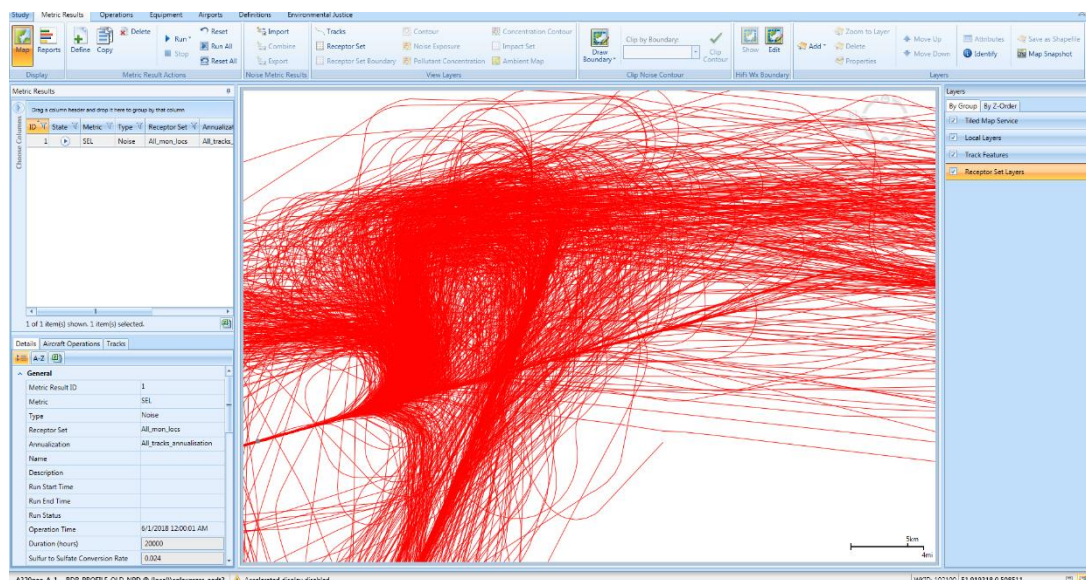 Study Metric Results Operations Equipment Airports Definitions Environmental Justice
Map Reports Define Copy Delete Run Stop Reset Run All Reset All
Import Combine Export
Tracks Receptor Set Receptor Set Boundary
Contour Noise Exposure Pollutant Concentration
Concentration Contour Impact Set Ambient Map
Draw Boundary Clip by Boundary: Clip Contour
Show Edit
Add Zoom to Layer Delete Properties
Move Up Move Down Attributes Identify Save as Shapefile Map Snapshot
Display Metric Result Actions Noise Metric Results View Layers Clip Noise Contour HiFi Wx Boundary Layers
Metric Results
Choose Columns
Drag a column header and drop it here to group by that column
ID State Metric Type Receptor Set Annualizat
1 SEL Noise All_mon_locs All_tracks_
1
1 of 1 item(s) shown. 1 item(s) selected.
Details Aircraft Operations Tracks
A-Z
General
Metric Result ID 1
Metric SEL
Type Noise
Receptor Set All_mon_locs
Annualization All_tracks_annualisation
Name
Description
Run Start Time
Run End Time
Run Status
Operation Time 6/1/2018 12:00:01 AM
Duration (hours) 20000
Sulfur to Sulfate Conversion Rate 0.024
5km
4mi
Layers
By Group By Z-Order
Tiled Map Service
Local Layers
Track Features
Receptor Set Layers
Accelerated display disabled